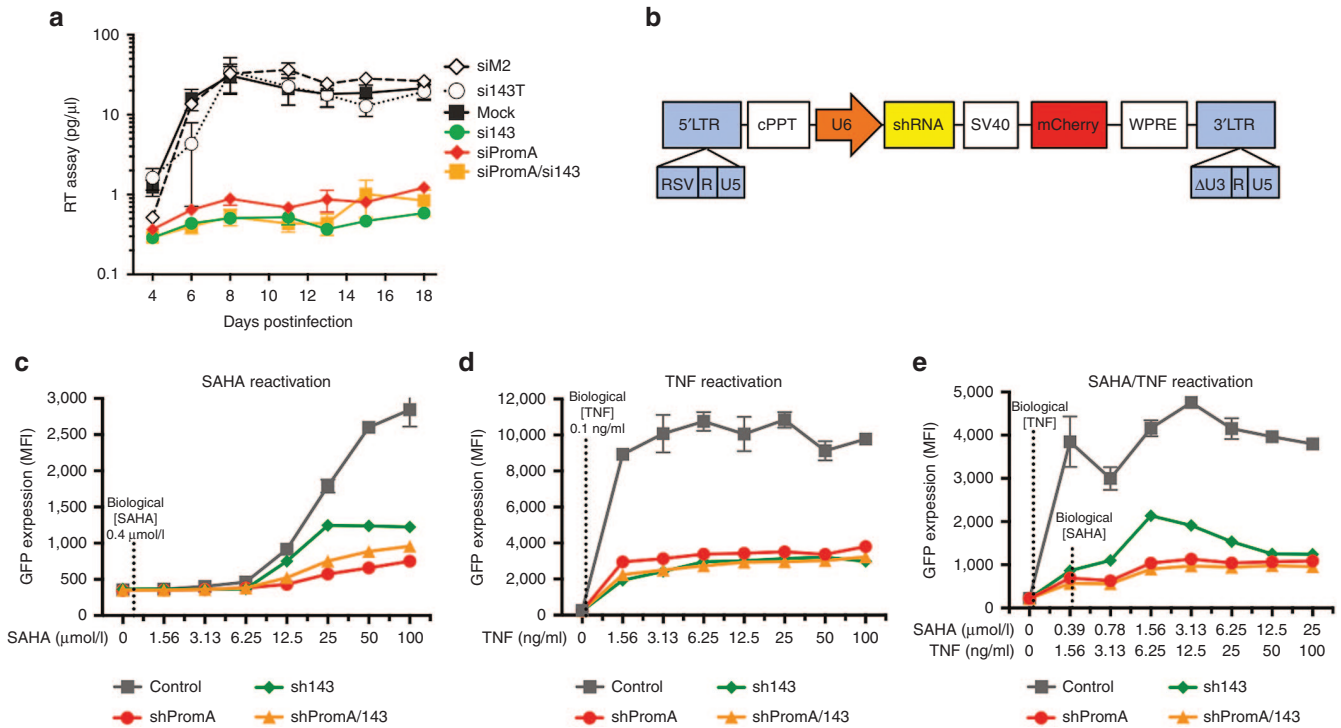 a
RT assay (pg/µl)
100
10
1
0.1
4 6 8 10 11 13 14 15 16 18
Days postinfection
siM2
si143T
Mock
si143
siPromA
siPromA/si143
b
5′LTR cPPT U6 shRNA SV40 mCherry WPRE 3′LTR
RSV R U5
ΔU3 R U5
c
SAHA reactivation
GFP exrpession (MFI)
3,000
2,500
2,000
1,500
1,000
500
0
Biological
[SAHA]
0.4 µmol/l
0 1.56 3.13 6.25 12.5 25 50 100
SAHA (µmol/l)
Control
sh143
shPromA
shPromA/143
d
TNF reactivation
GFP exrpession (MFI)
12,000
10,000
8,000
6,000
4,000
2,000
0
Biological
[TNF]
0.1 ng/ml
TNF (ng/ml)
0 1.56 3.13 6.25 12.5 25 50 100
Control
sh143
shPromA
shPromA/143
e
SAHA/TNF reactivation
GFP exrpession (MFI)
5,000
4,000
3,000
2,000
1,000
0
Biological
[TNF]
Biological
[SAHA]
SAHA (µmol/l) 0 0.39 0.78 1.56 3.13 6.25 12.5 25
TNF (ng/ml) 0 1.56 3.13 6.25 12.5 25 50 100
Control
sh143
shPromA
shPromA/143